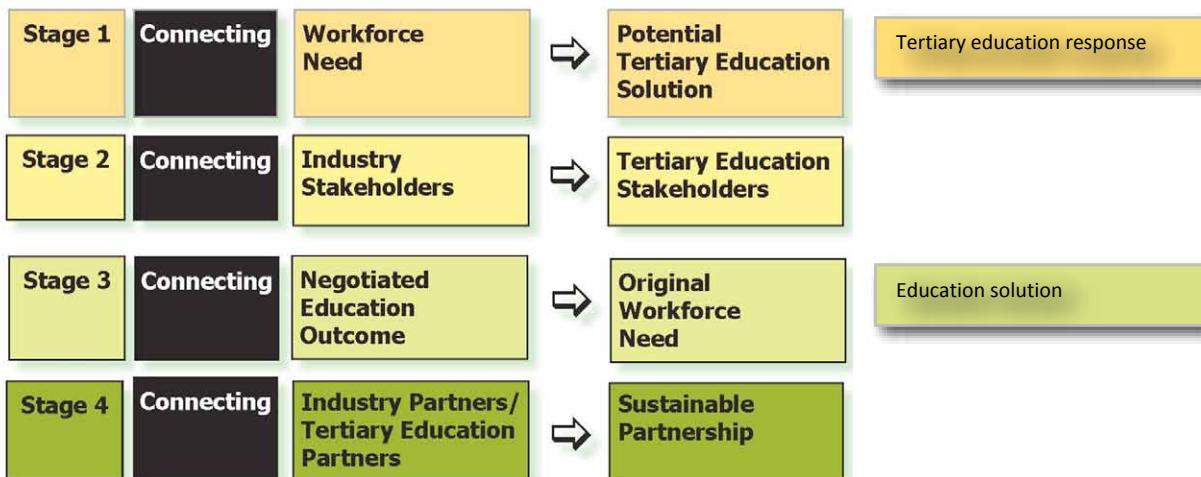 Stage 1 Connecting Workforce Potential
Need Tertiary Education
Solution
Tertiary education response
Stage 2 Connecting Industry Tertiary Education
Stakeholders Stakeholders
Stage 3 Connecting Negotiated Original
Education Workforce
Outcome Need
Education solution
Stage 4 Connecting Industry Partners/ Sustainable
Tertiary Education Partnership
Partners